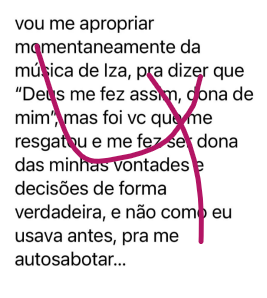 vou me apropriar
momentaneamente da
música de Iza, pra dizer que
“Deus me fez assim, dona de
mim”, mas foi vc que me
resgatou e me fez ser dona
das minhas vontades e
decisões de forma
verdadeira, e não como eu
usava antes, pra me
autosabotar...